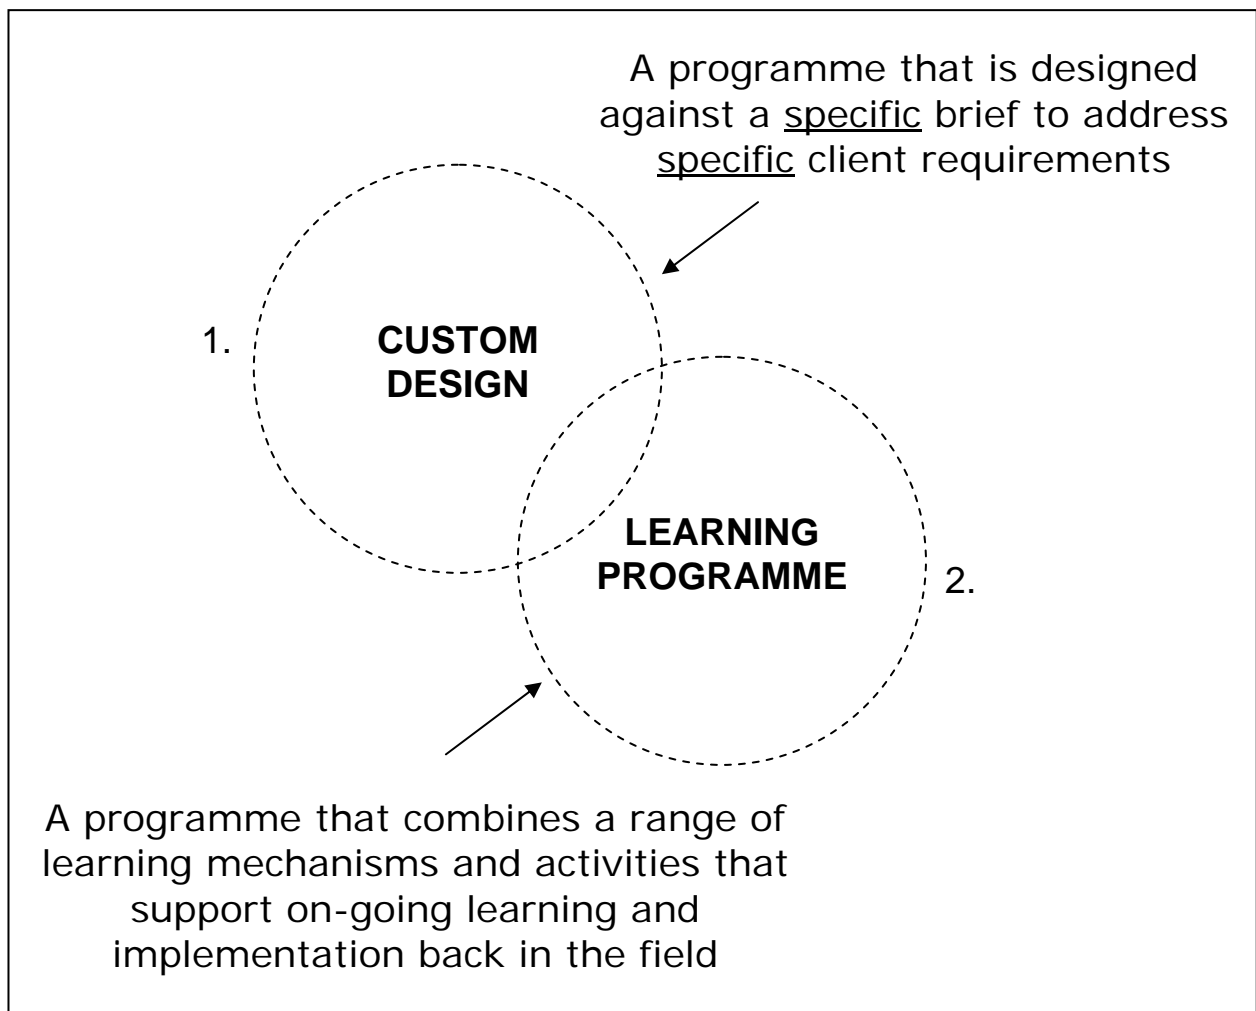 A programme that is designed
against a specific brief to address
specific client requirements
1.
CUSTOM
DESIGN
LEARNING
PROGRAMME
2.
A programme that combines a range of
learning mechanisms and activities that
support on-going learning and
implementation back in the field